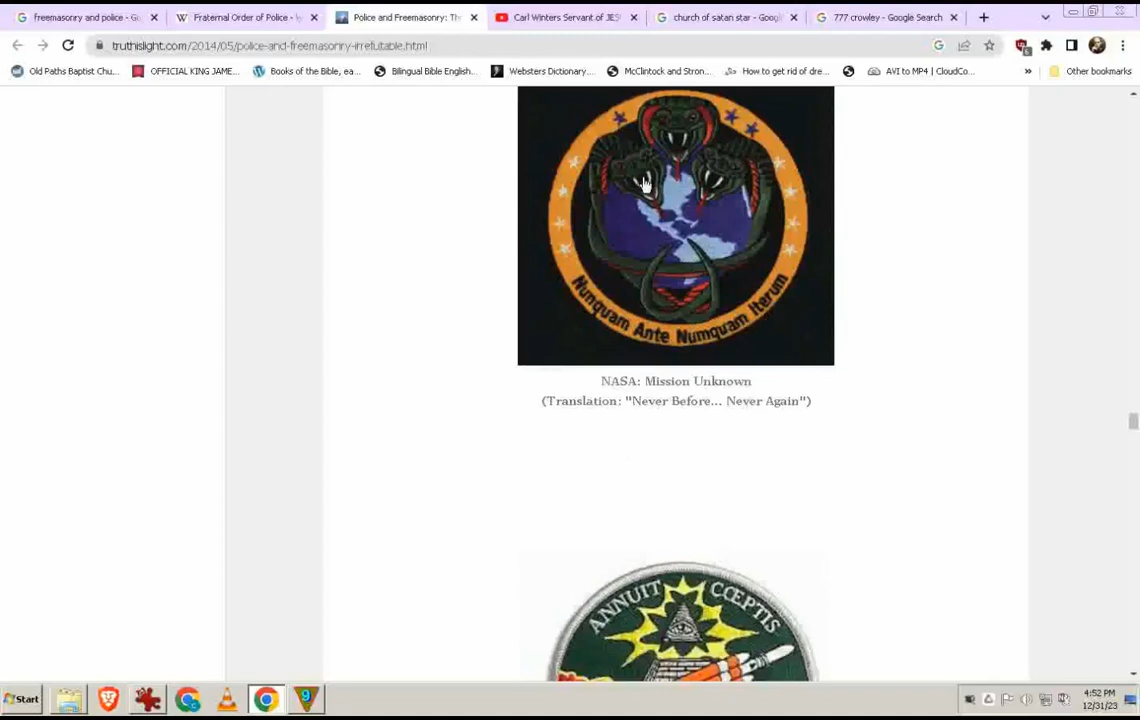 freemasonry and police - G
Fraternal Order of Police - W
Police and Freemasonry: The
Carl Winters Servant of JES
church of satan star - Goog
777 crowley - Google Search
truthislight.com/2014/05/police-and-freemasonry-irrefutable.html
Old Paths Baptist Chu...
OFFICIAL KING JAME...
Books of the Bible, ea...
Bilingual Bible English...
Websters Dictionary...
McClintock and Stron...
How to get rid of dre...
AVI to MP4 | CloudCo...
»
Other bookmarks
Nunquam Ante Numquam Iterum
NASA: Mission Unknown
(Translation: "Never Before... Never Again")
ANNUIT CŒPTIS
Start
4:52 PM
12/31/23